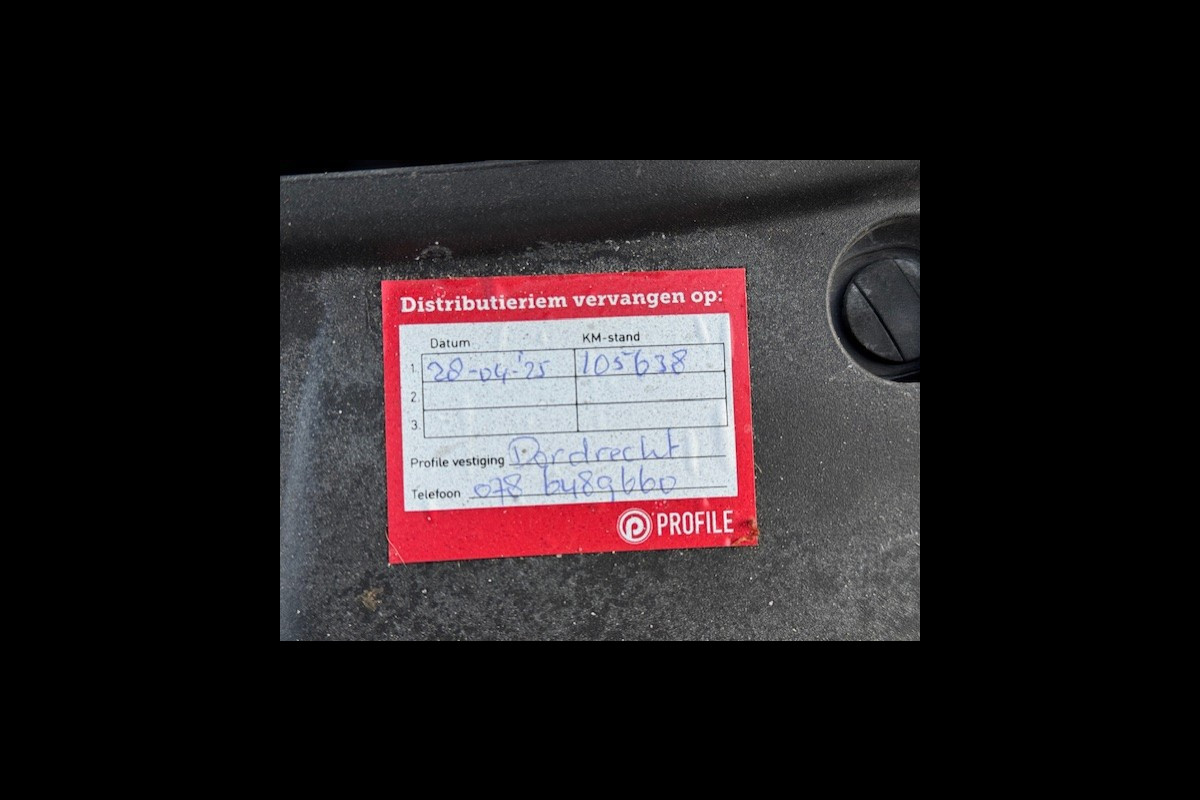 Distributieriem vervangen op:
Datum KM-stand
1. 28-04-'25 105638
2.
3.
Profile vestiging Dordrecht
Telefoon 078 6489660
PROFILE